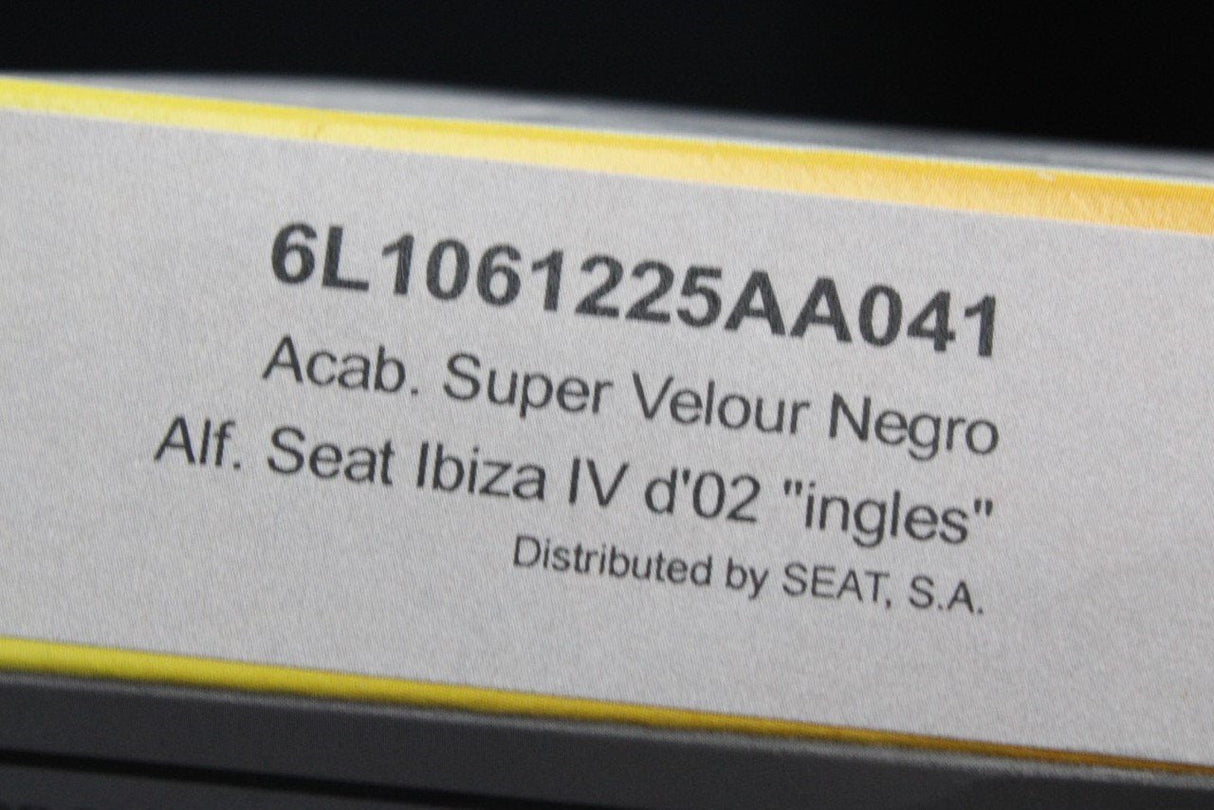 6L1061225AA041
Acab. Super Velour Negro
Alf. Seat Ibiza IV d'02 "ingles"
Distributed by SEAT, S.A.